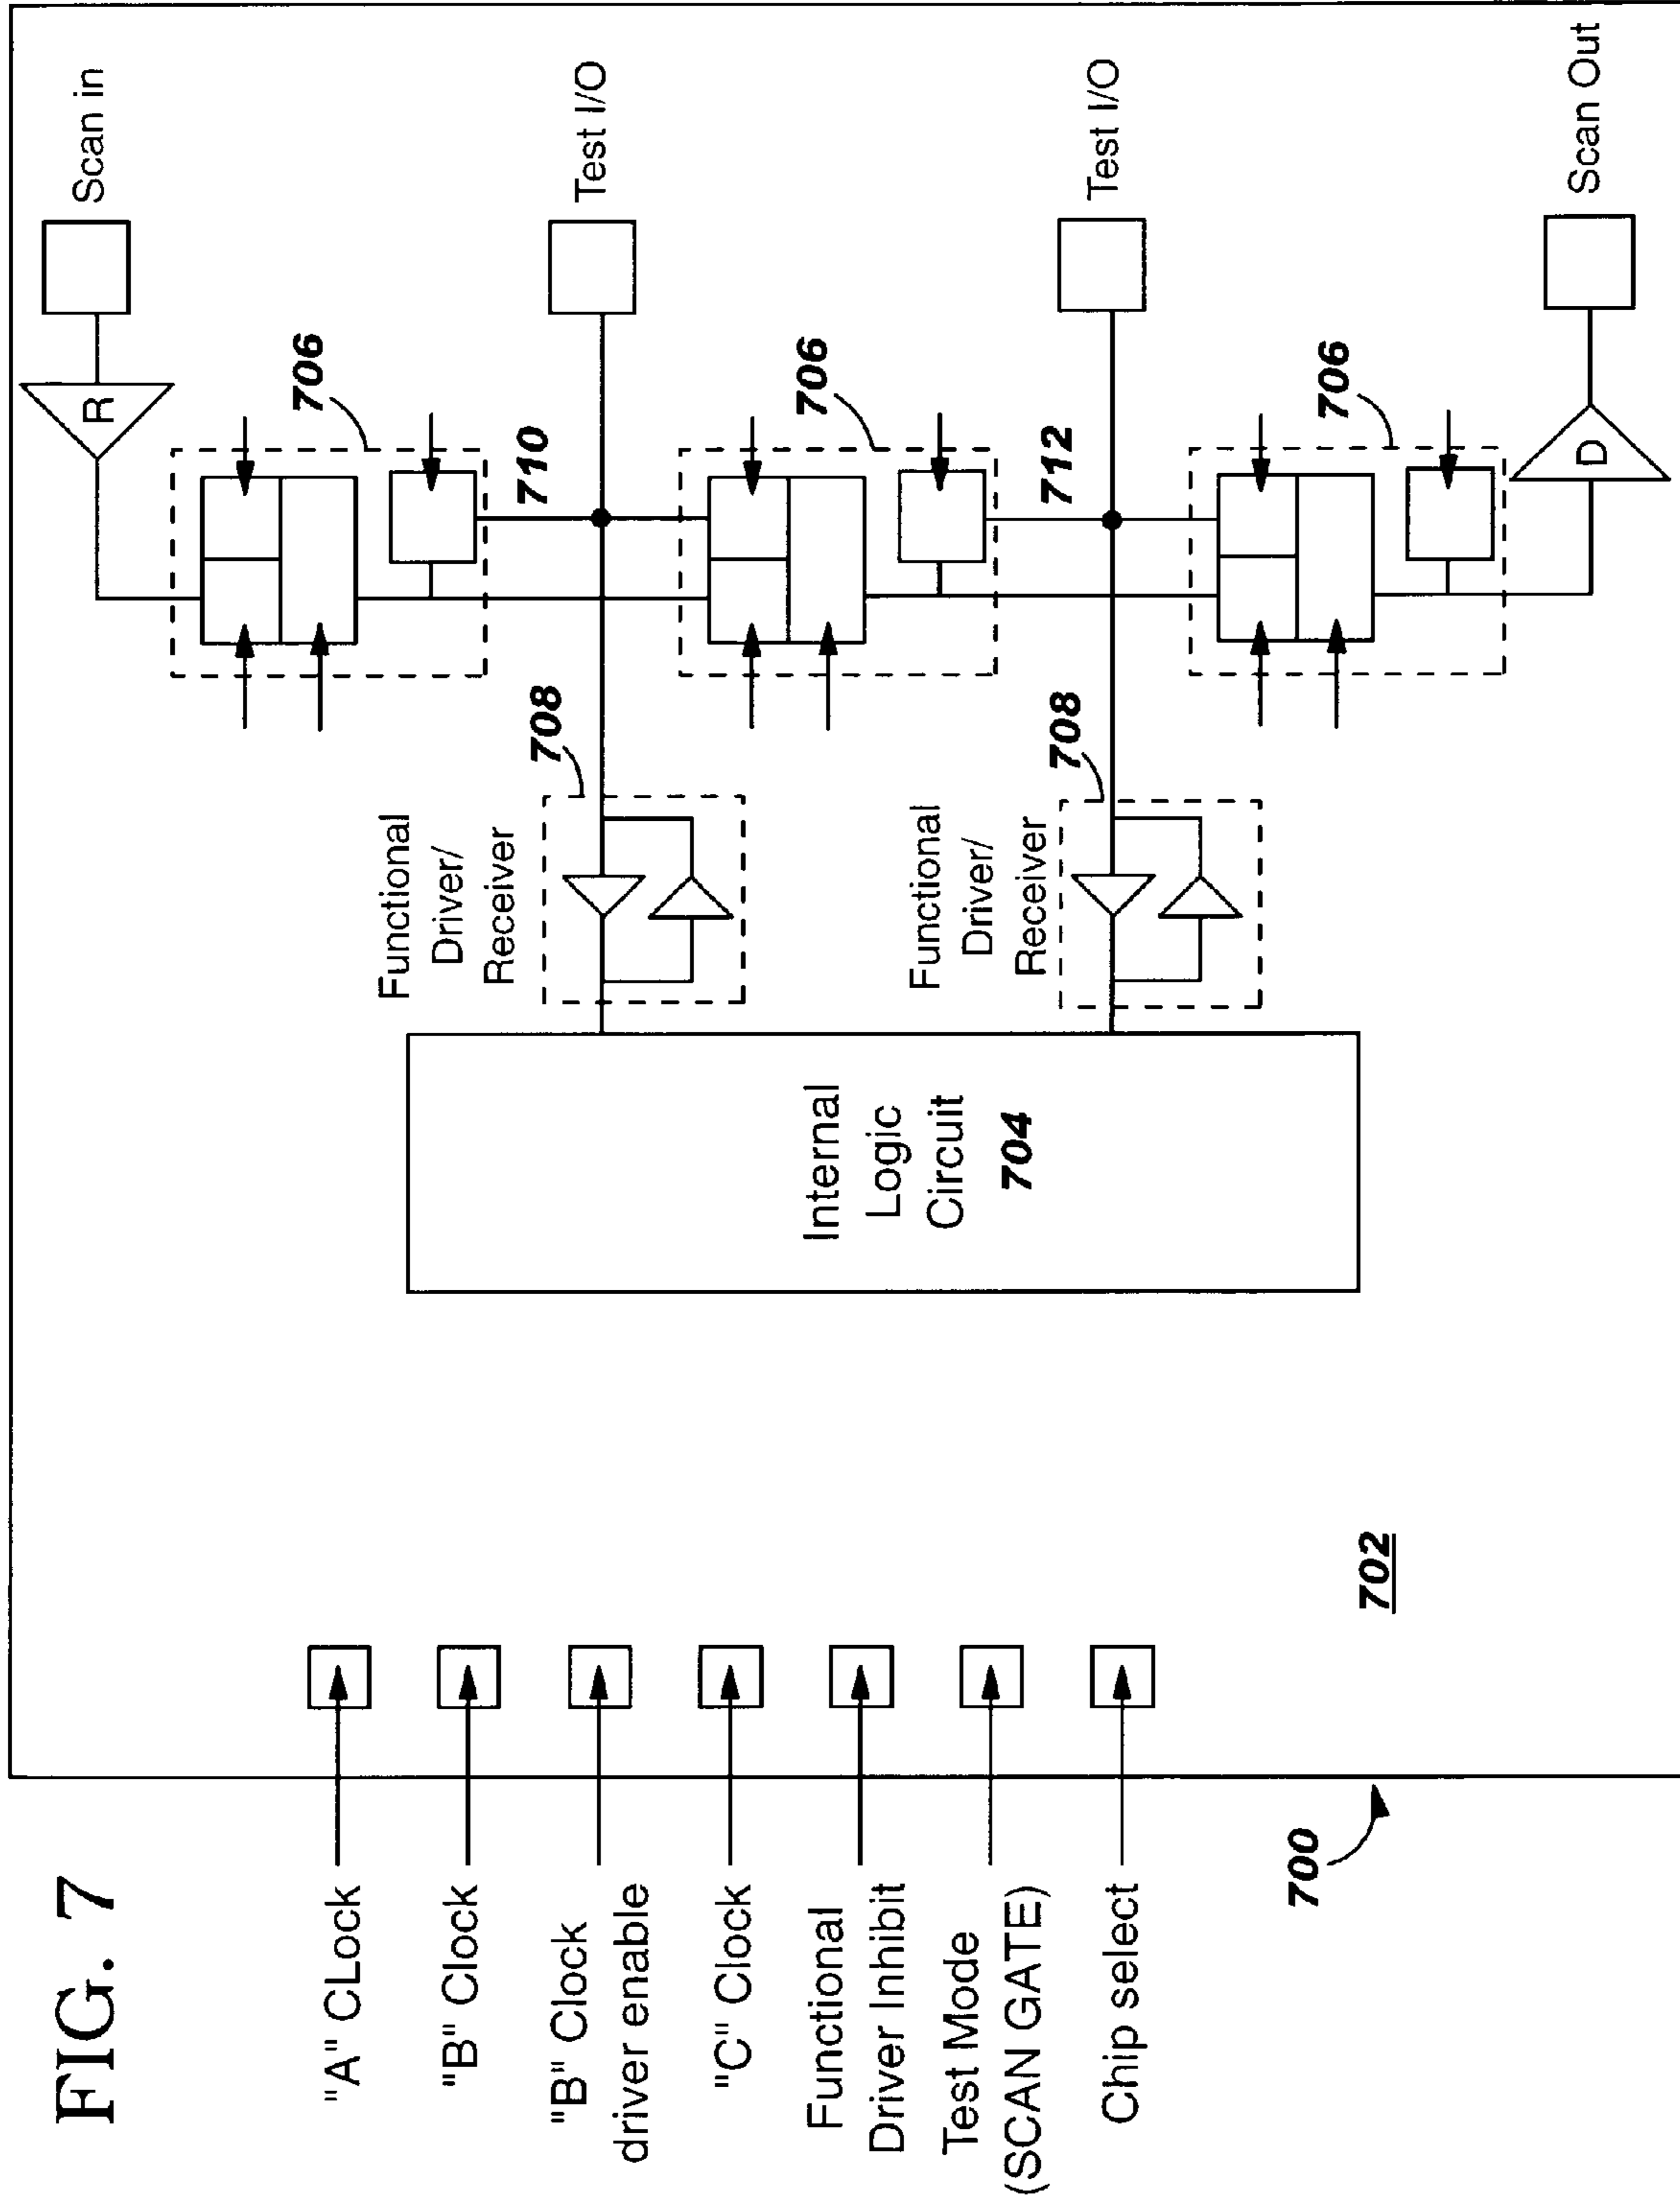 FIG. 7
"A" CLock
"B" Clock
"B" Clock
driver enable
"C" Clock
Functional
Driver Inhibit
Test Mode
(SCAN GATE)
Chip select
700
702
Internal
Logic
Circuit
704
Functional
Driver/
Receiver
708
Functional
Driver/
Receiver
708
R
706
710
706
712
706
D
Scan in
Test I/O
Test I/O
Scan Out